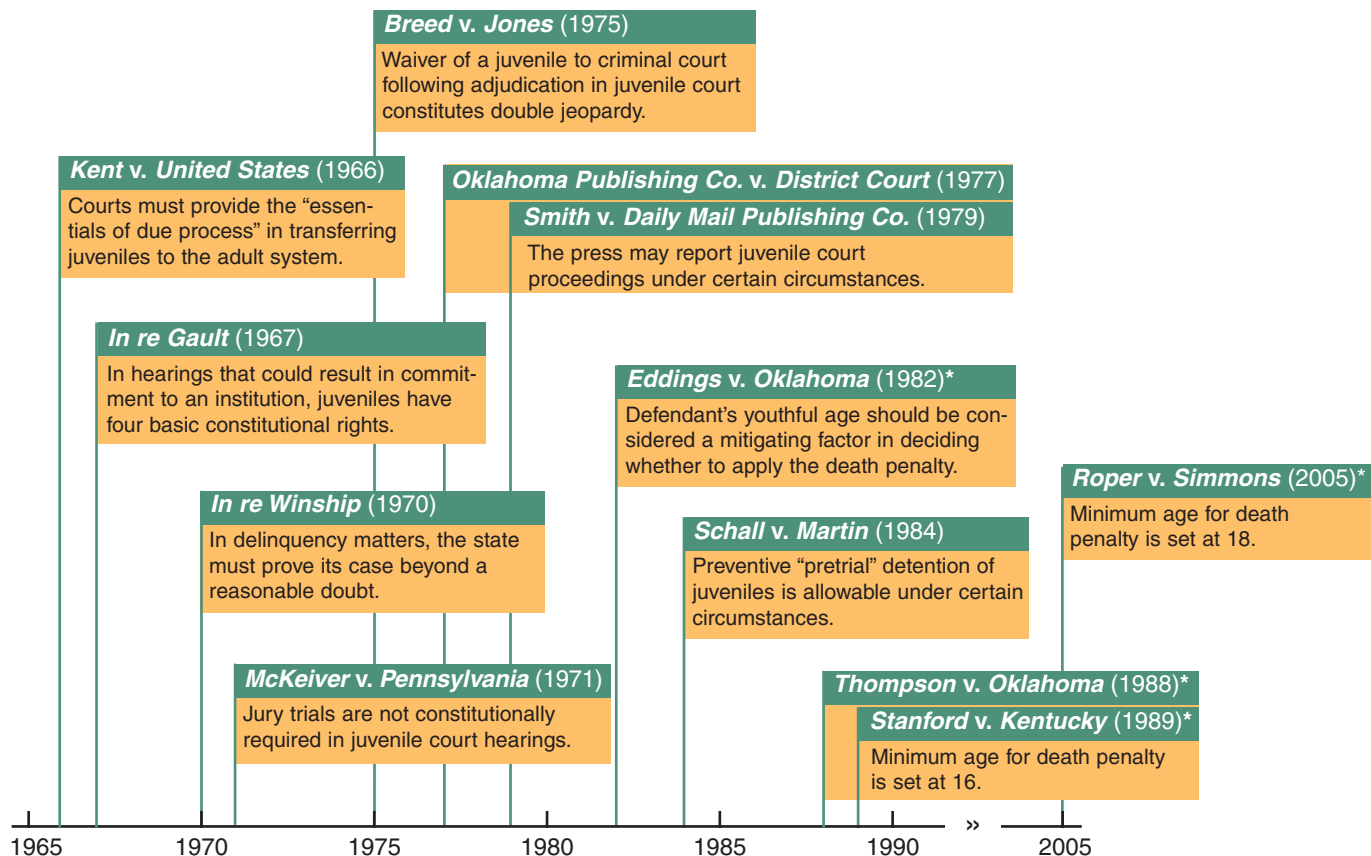 Breed v. Jones (1975)
Waiver of a juvenile to criminal court
following adjudication in juvenile court
constitutes double jeopardy.
Kent v. United States (1966)
Courts must provide the “essen-
tials of due process” in transferring
juveniles to the adult system.
Oklahoma Publishing Co. v. District Court (1977)
Smith v. Daily Mail Publishing Co. (1979)
The press may report juvenile court
proceedings under certain circumstances.
In re Gault (1967)
In hearings that could result in commit-
ment to an institution, juveniles have
four basic constitutional rights.
Eddings v. Oklahoma (1982)*
Defendant’s youthful age should be con-
sidered a mitigating factor in deciding
whether to apply the death penalty.
Roper v. Simmons (2005)*
Minimum age for death
penalty is set at 18.
In re Winship (1970)
In delinquency matters, the state
must prove its case beyond a
reasonable doubt.
Schall v. Martin (1984)
Preventive “pretrial” detention of
juveniles is allowable under certain
circumstances.
McKeiver v. Pennsylvania (1971)
Jury trials are not constitutionally
required in juvenile court hearings.
Thompson v. Oklahoma (1988)*
Stanford v. Kentucky (1989)*
Minimum age for death penalty
is set at 16.
»
1965 1970 1975 1980 1985 1990 2005